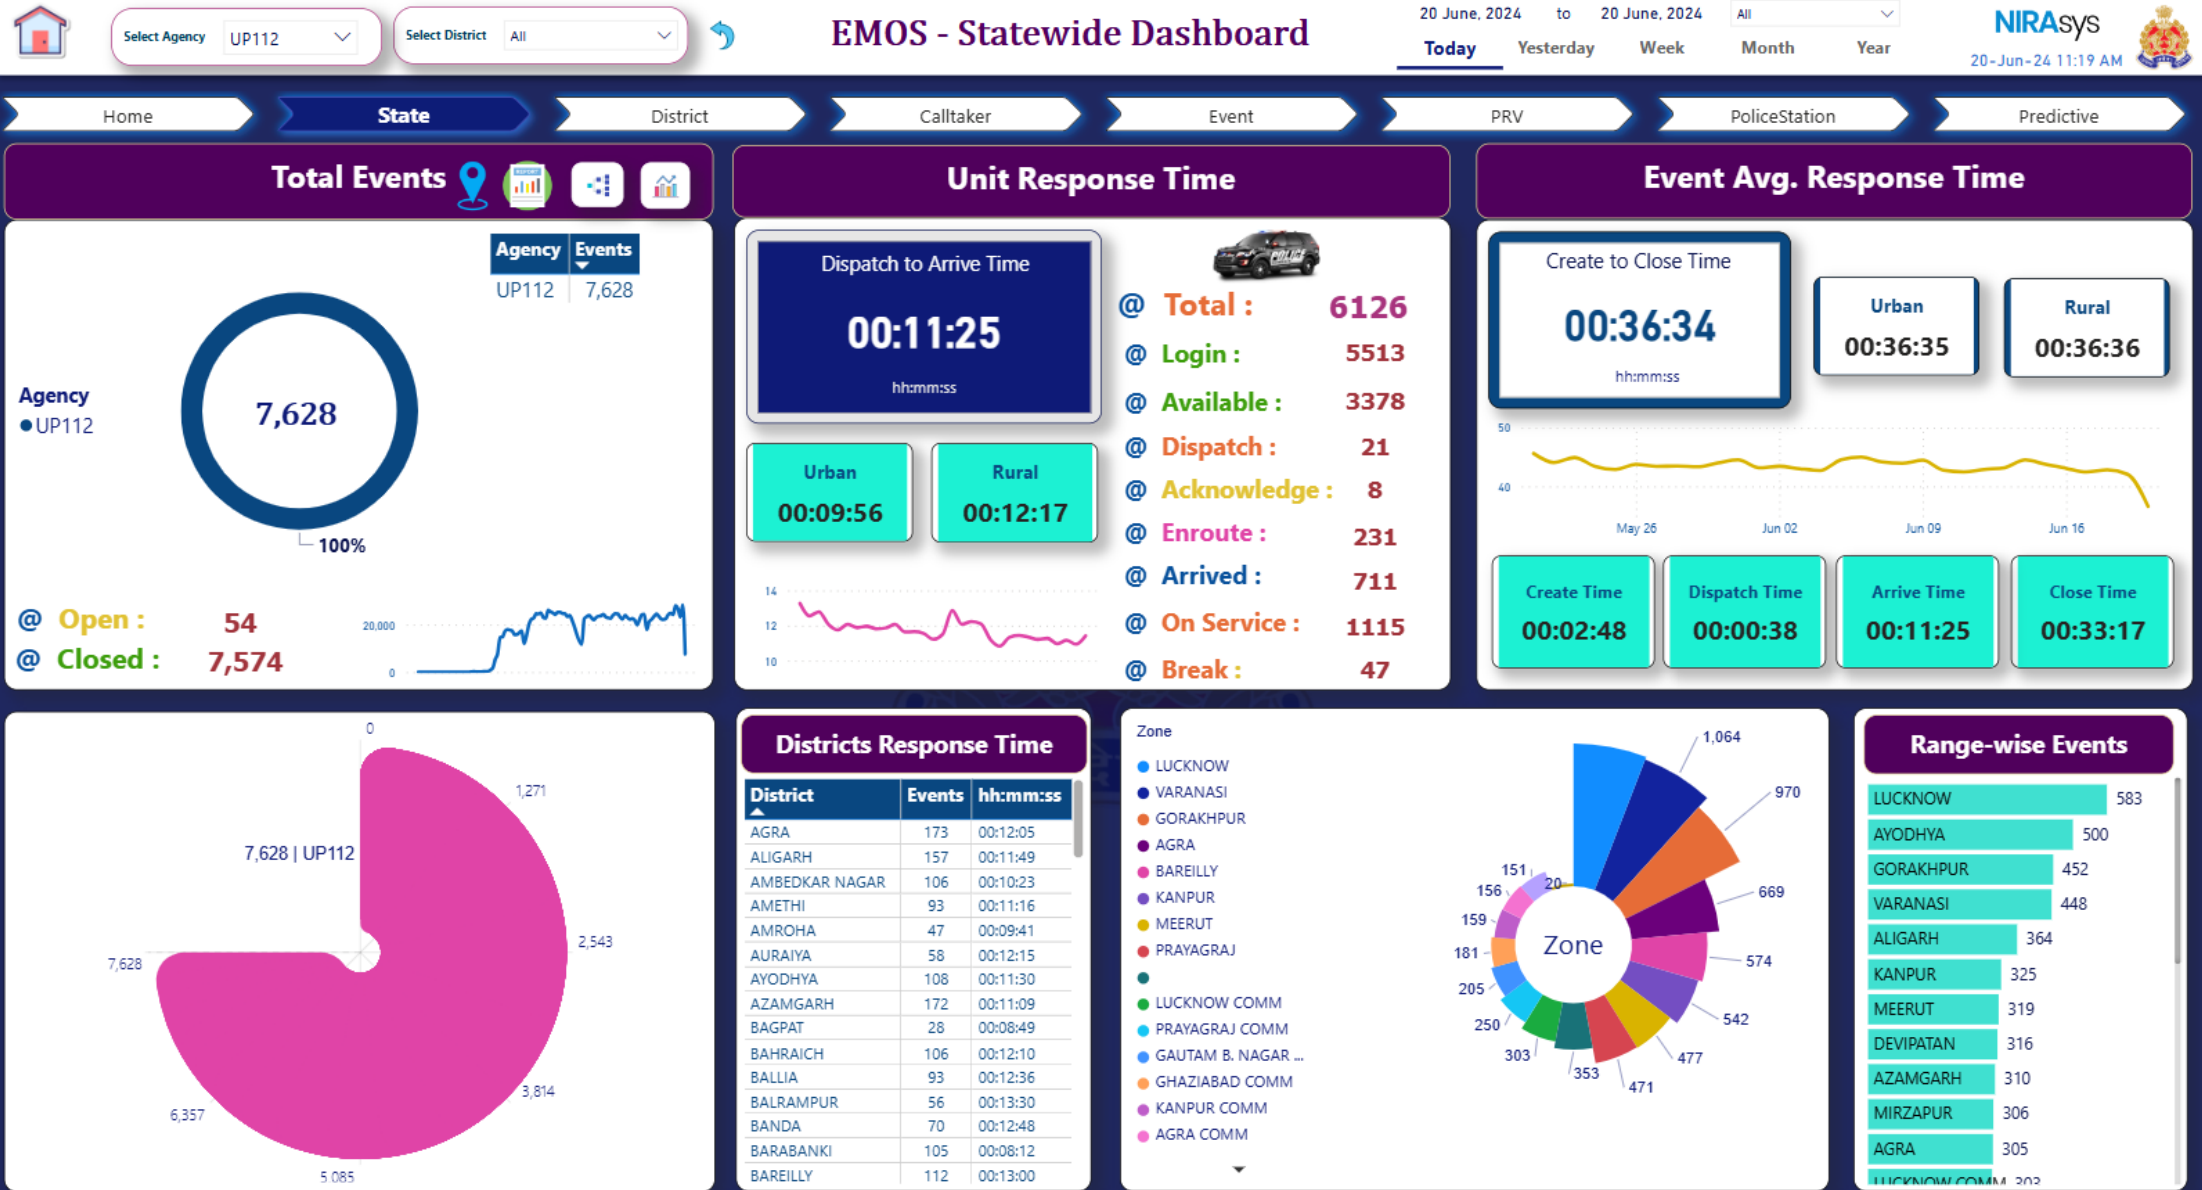 Select Agency UP112
Select District All
EMOS - Statewide Dashboard
20 June, 2024 to 20 June, 2024 All
Today Yesterday Week Month Year
NIRAsys
20-Jun-24 11:19 AM
Home State District Calltaker Event PRV PoliceStation Predictive
Total Events
REPORT
Agency Events
UP112 7,628
Agency
UP112
7,628
100%
@ Open : 54
@ Closed : 7,574
20,000
0
Unit Response Time
Dispatch to Arrive Time
00:11:25
hh:mm:ss
Urban
00:09:56
Rural
00:12:17
14
12
10
POLICE
@ Total : 6126
@ Login : 5513
@ Available : 3378
@ Dispatch : 21
@ Acknowledge : 8
@ Enroute : 231
@ Arrived : 711
@ On Service : 1115
@ Break : 47
Event Avg. Response Time
Create to Close Time
00:36:34
hh:mm:ss
Urban
00:36:35
Rural
00:36:36
50
40
May 26 Jun 02 Jun 09 Jun 16
Create Time
00:02:48
Dispatch Time
00:00:38
Arrive Time
00:11:25
Close Time
00:33:17
0
1,271
2,543
3,814
5,085
6,357
7,628
7,628 | UP112
Districts Response Time
District Events hh:mm:ss
AGRA 173 00:12:05
ALIGARH 157 00:11:49
AMBEDKAR NAGAR 106 00:10:23
AMETHI 93 00:11:16
AMROHA 47 00:09:41
AURAIYA 58 00:12:15
AYODHYA 108 00:11:30
AZAMGARH 172 00:11:09
BAGPAT 28 00:08:49
BAHRAICH 106 00:12:10
BALLIA 93 00:12:36
BALRAMPUR 56 00:13:30
BANDA 70 00:12:48
BARABANKI 105 00:08:12
BAREILLY 112 00:13:00
Zone
LUCKNOW
VARANASI
GORAKHPUR
AGRA
BAREILLY
KANPUR
MEERUT
PRAYAGRAJ
LUCKNOW COMM
PRAYAGRAJ COMM
GAUTAM B. NAGAR ...
GHAZIABAD COMM
KANPUR COMM
AGRA COMM
Zone
1,064
970
669
574
542
477
471
353
303
250
205
181
159
156
151
20
Range-wise Events
LUCKNOW 583
AYODHYA 500
GORAKHPUR 452
VARANASI 448
ALIGARH 364
KANPUR 325
MEERUT 319
DEVIPATAN 316
AZAMGARH 310
MIRZAPUR 306
AGRA 305
LUCKNOW COMM 303